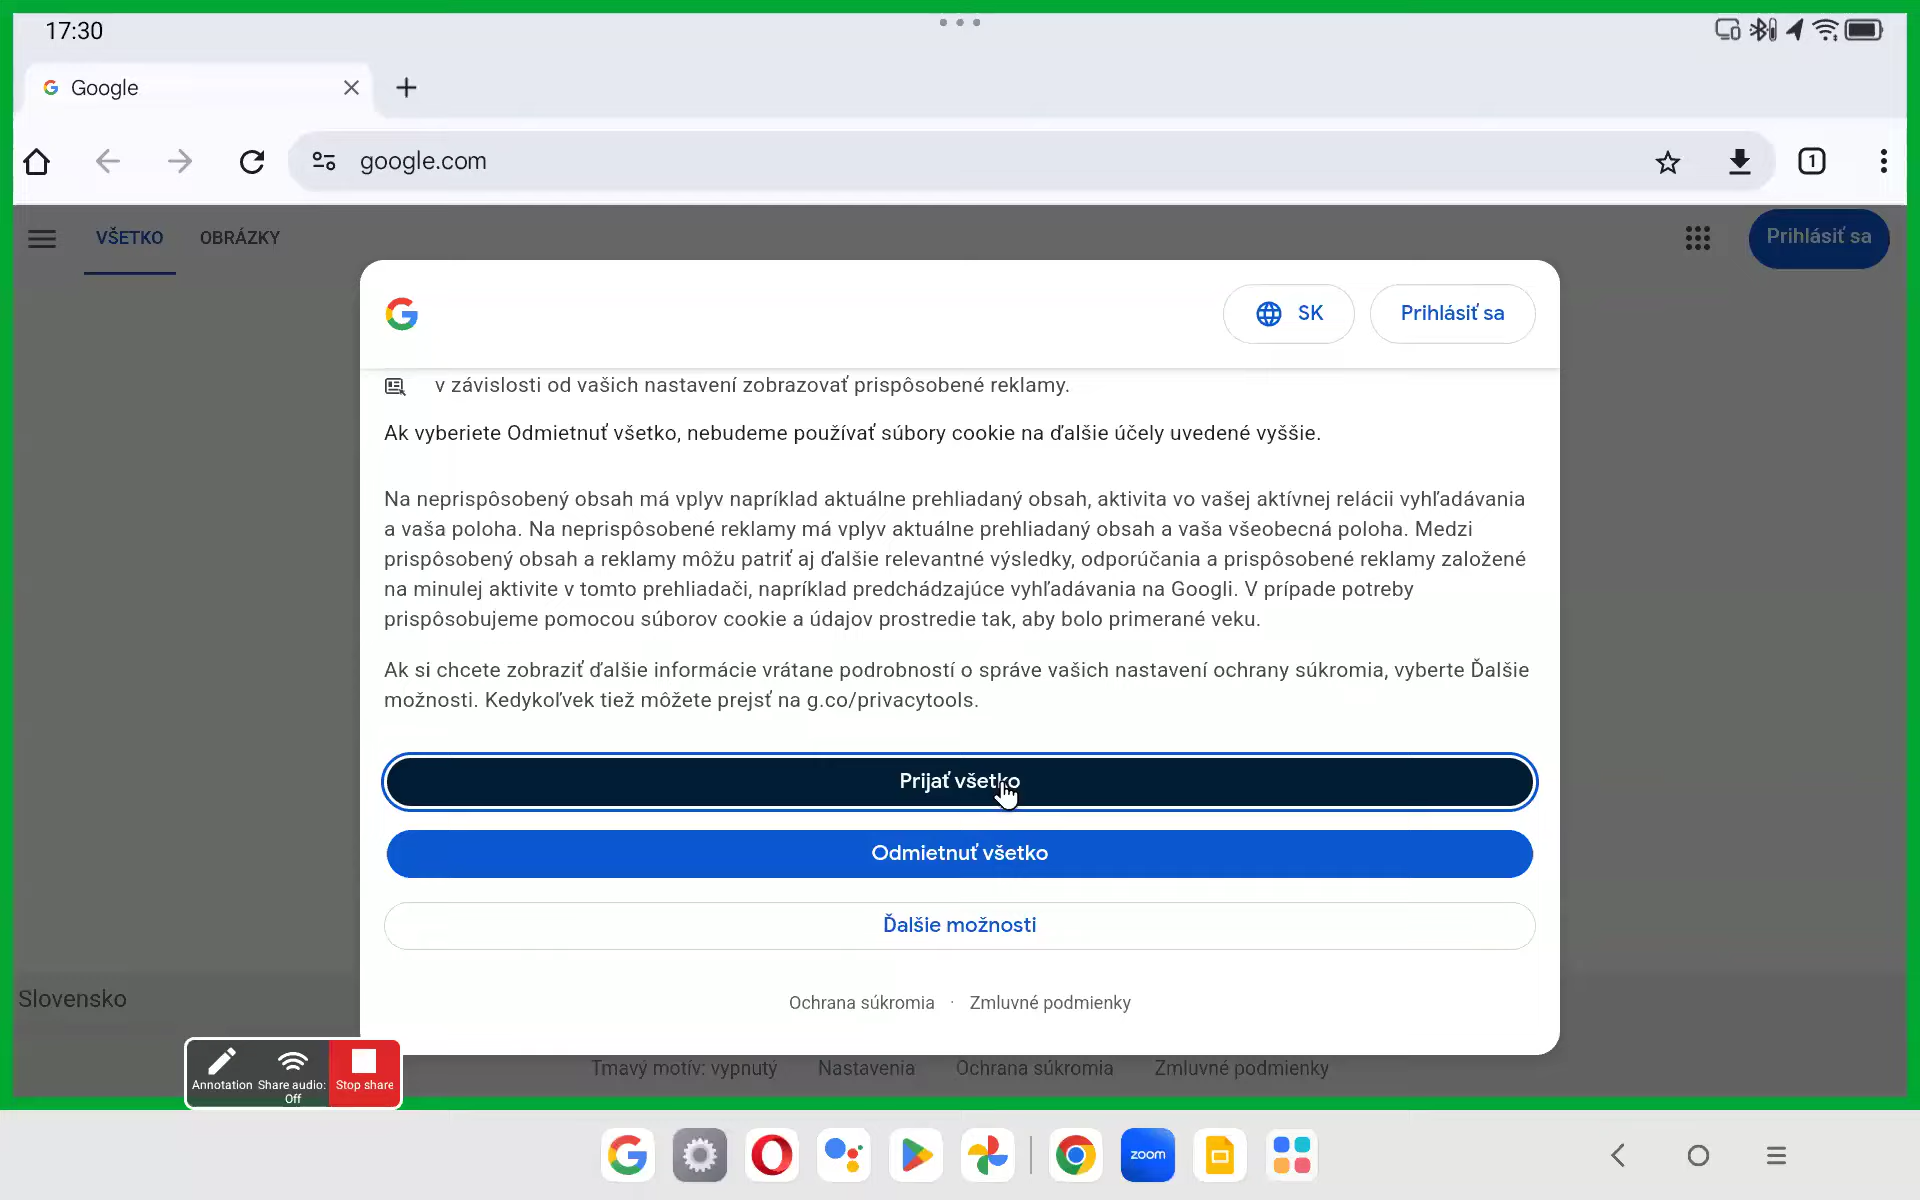 17:30
Google
google.com
1
VŠETKO
OBRÁZKY
Prihlásiť sa
SK
Prihlásiť sa
v závislosti od vašich nastavení zobrazovať prispôsobené reklamy.
Ak vyberiete Odmietnuť všetko, nebudeme používať súbory cookie na ďalšie účely uvedené vyššie.
Na neprispôsobený obsah má vplyv napríklad aktuálne prehliadaný obsah, aktivita vo vašej aktívnej relácii vyhľadávania
a vaša poloha. Na neprispôsobené reklamy má vplyv aktuálne prehliadaný obsah a vaša všeobecná poloha. Medzi
prispôsobený obsah a reklamy môžu patriť aj ďalšie relevantné výsledky, odporúčania a prispôsobené reklamy založené
na minulej aktivite v tomto prehliadači, napríklad predchádzajúce vyhľadávania na Googli. V prípade potreby
prispôsobujeme pomocou súborov cookie a údajov prostredie tak, aby bolo primerané veku.
Ak si chcete zobraziť ďalšie informácie vrátane podrobností o správe vašich nastavení ochrany súkromia, vyberte Ďalšie
možnosti. Kedykoľvek tiež môžete prejsť na g.co/privacytools.
Prijať všetko
Odmietnuť všetko
Ďalšie možnosti
Ochrana súkromia · Zmluvné podmienky
Slovensko
Tmavý motív: vypnutý
Nastavenia
Ochrana súkromia
Zmluvné podmienky
Annotation
Share audio:
Off
Stop share
zoom